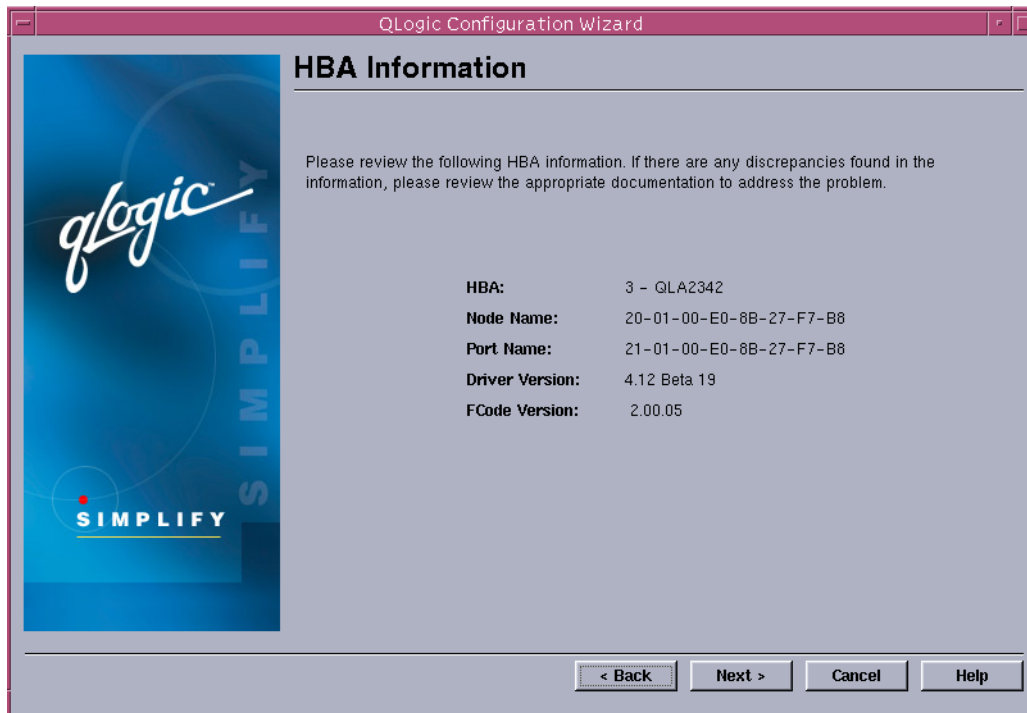 QLogic Configuration Wizard
HBA Information
Please review the following HBA information. If there are any discrepancies found in the
information, please review the appropriate documentation to address the problem.
HBA: 3 - QLA2342
Node Name: 20-01-00-E0-8B-27-F7-B8
Port Name: 21-01-00-E0-8B-27-F7-B8
Driver Version: 4.12 Beta 19
FCode Version: 2.00.05
qlogic™
SIMPLIFY
SIMPLIFY
< Back
Next >
Cancel
Help